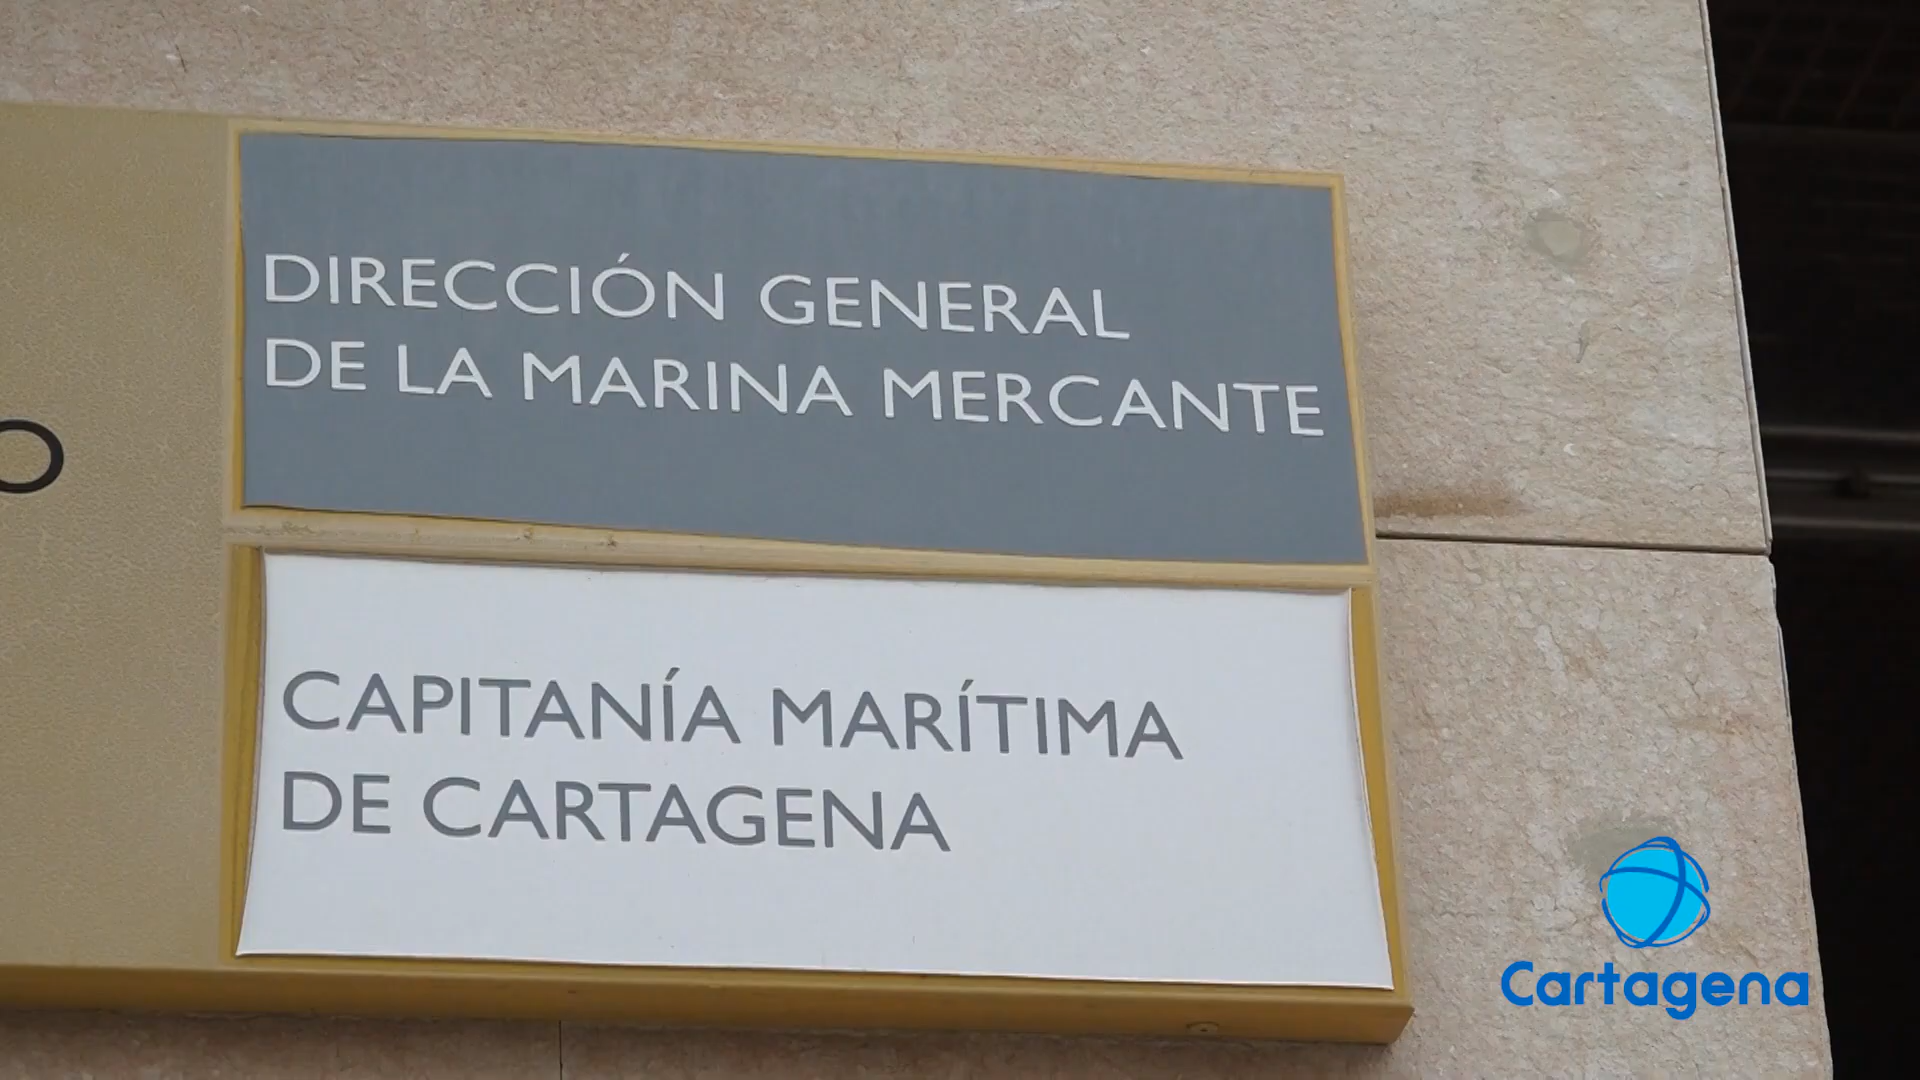 DIRECCIÓN GENERAL
DE LA MARINA MERCANTE
CAPITANÍA MARÍTIMA
DE CARTAGENA
Cartagena